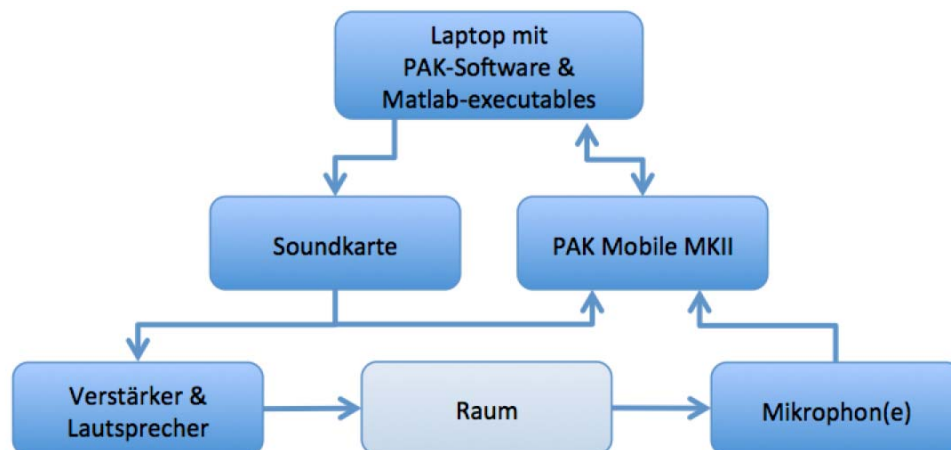 Laptop mit
PAK-Software &
Matlab-executables
Soundkarte
PAK Mobile MKII
Verstärker &
Lautsprecher
Raum
Mikrophon(e)